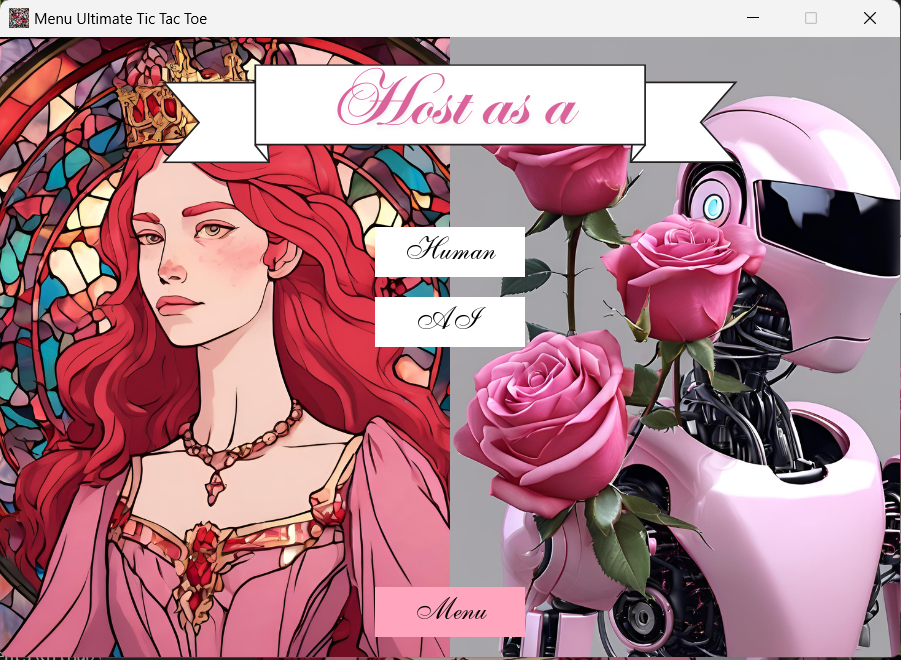 Menu Ultimate Tic Tac Toe
Host as a
Human
AI
Menu